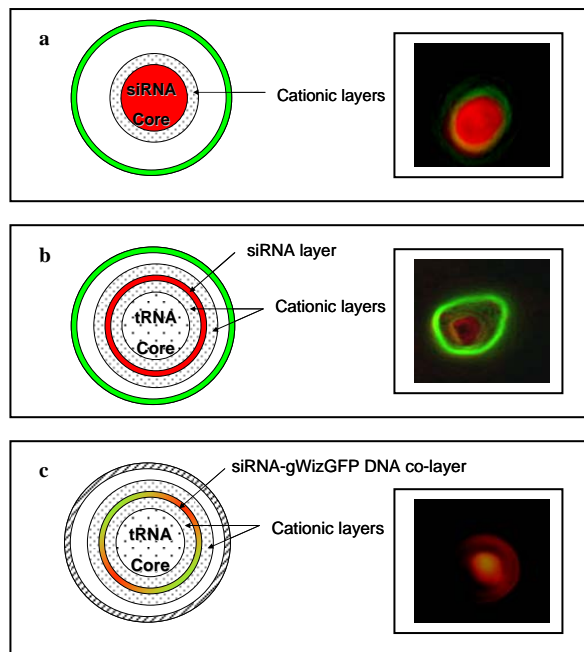 a
siRNA
Core
Cationic layers
b
siRNA layer
tRNA
Core
Cationic layers
c
siRNA-gWizGFP DNA co-layer
tRNA
Core
Cationic layers